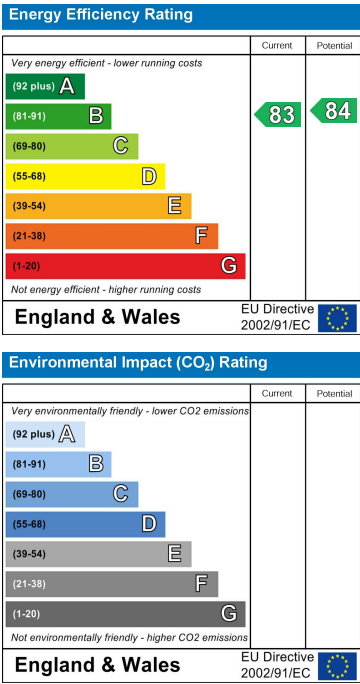 Energy Efficiency Rating
Current Potential
Very energy efficient - lower running costs
(92 plus) A
(81-91) B 83 84
(69-80) C
(55-68) D
(39-54) E
(21-38) F
(1-20) G
Not energy efficient - higher running costs
England & Wales EU Directive
2002/91/EC
Environmental Impact (CO₂) Rating
Current Potential
Very environmentally friendly - lower CO2 emissions
(92 plus) A
(81-91) B
(69-80) C
(55-68) D
(39-54) E
(21-38) F
(1-20) G
Not environmentally friendly - higher CO2 emissions
England & Wales EU Directive
2002/91/EC